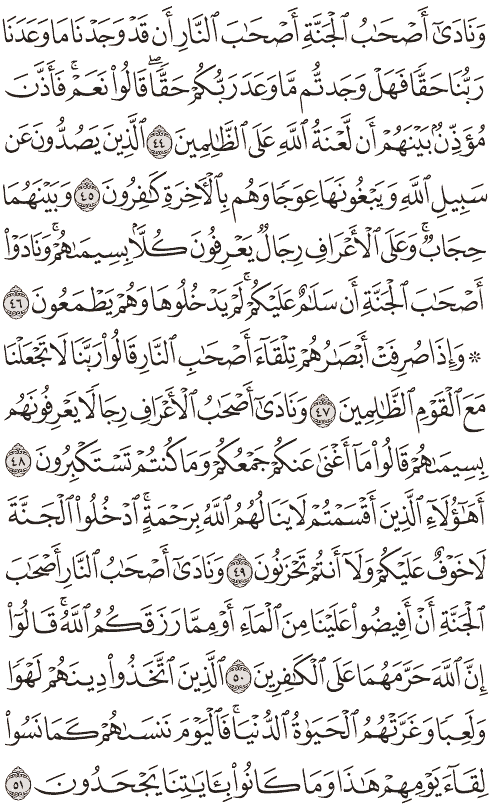 وَنَادَىٰٓ أَصْحَٰبُ ٱلْجَنَّةِ أَصْحَٰبَ ٱلنَّارِ أَن قَدْ وَجَدْنَا مَا وَعَدَنَا
رَبُّنَا حَقًّا فَهَلْ وَجَدتُّم مَّا وَعَدَ رَبُّكُمْ حَقًّا ۖ قَالُوا۟ نَعَمْ ۚ فَأَذَّنَ
مُؤَذِّنٌۢ بَيْنَهُمْ أَن لَّعْنَةُ ٱللَّهِ عَلَى ٱلظَّٰلِمِينَ ٤٤ ٱلَّذِينَ يَصُدُّونَ عَن
سَبِيلِ ٱللَّهِ وَيَبْغُونَهَا عِوَجًا وَهُم بِٱلْءَاخِرَةِ كَٰفِرُونَ ٤٥ وَبَيْنَهُمَا
حِجَابٌ ۚ وَعَلَى ٱلْأَعْرَافِ رِجَالٌ يَعْرِفُونَ كُلًّۢا بِسِيمَىٰهُمْ ۚ وَنَادَوْا۟
أَصْحَٰبَ ٱلْجَنَّةِ أَن سَلَٰمٌ عَلَيْكُمْ ۚ لَمْ يَدْخُلُوهَا وَهُمْ يَطْمَعُونَ ٤٦
۞ وَإِذَا صُرِفَتْ أَبْصَٰرُهُمْ تِلْقَآءَ أَصْحَٰبِ ٱلنَّارِ قَالُوا۟ رَبَّنَا لَا تَجْعَلْنَا
مَعَ ٱلْقَوْمِ ٱلظَّٰلِمِينَ ٤٧ وَنَادَىٰٓ أَصْحَٰبُ ٱلْأَعْرَافِ رِجَالًا يَعْرِفُونَهُم
بِسِيمَىٰهُمْ قَالُوا۟ مَآ أَغْنَىٰ عَنكُمْ جَمْعُكُمْ وَمَا كُنتُمْ تَسْتَكْبِرُونَ ٤٨
أَهَٰٓؤُلَآءِ ٱلَّذِينَ أَقْسَمْتُمْ لَا يَنَالُهُمُ ٱللَّهُ بِرَحْمَةٍ ۚ ٱدْخُلُوا۟ ٱلْجَنَّةَ
لَا خَوْفٌ عَلَيْكُمْ وَلَآ أَنتُمْ تَحْزَنُونَ ٤٩ وَنَادَىٰٓ أَصْحَٰبُ ٱلنَّارِ أَصْحَٰبَ
ٱلْجَنَّةِ أَنْ أَفِيضُوا۟ عَلَيْنَا مِنَ ٱلْمَآءِ أَوْ مِمَّا رَزَقَكُمُ ٱللَّهُ ۚ قَالُوٓا۟
إِنَّ ٱللَّهَ حَرَّمَهُمَا عَلَى ٱلْكَٰفِرِينَ ٥٠ ٱلَّذِينَ ٱتَّخَذُوا۟ دِينَهُمْ لَهْوًا
وَلَعِبًا وَغَرَّتْهُمُ ٱلْحَيَوٰةُ ٱلدُّنْيَا ۚ فَٱلْيَوْمَ نَنسَىٰهُمْ كَمَا نَسُوا۟
لِقَآءَ يَوْمِهِمْ هَٰذَا وَمَا كَانُوا۟ بِـَٔايَٰتِنَا يَجْحَدُونَ ٥١